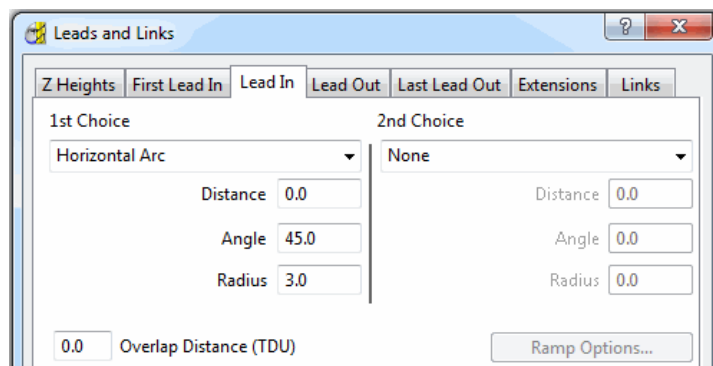 Leads and Links
Z Heights First Lead In Lead In Lead Out Last Lead Out Extensions Links
1st Choice 2nd Choice
Horizontal Arc None
Distance 0.0 Distance 0.0
Angle 45.0 Angle 0.0
Radius 3.0 Radius 0.0
0.0 Overlap Distance (TDU) Ramp Options...